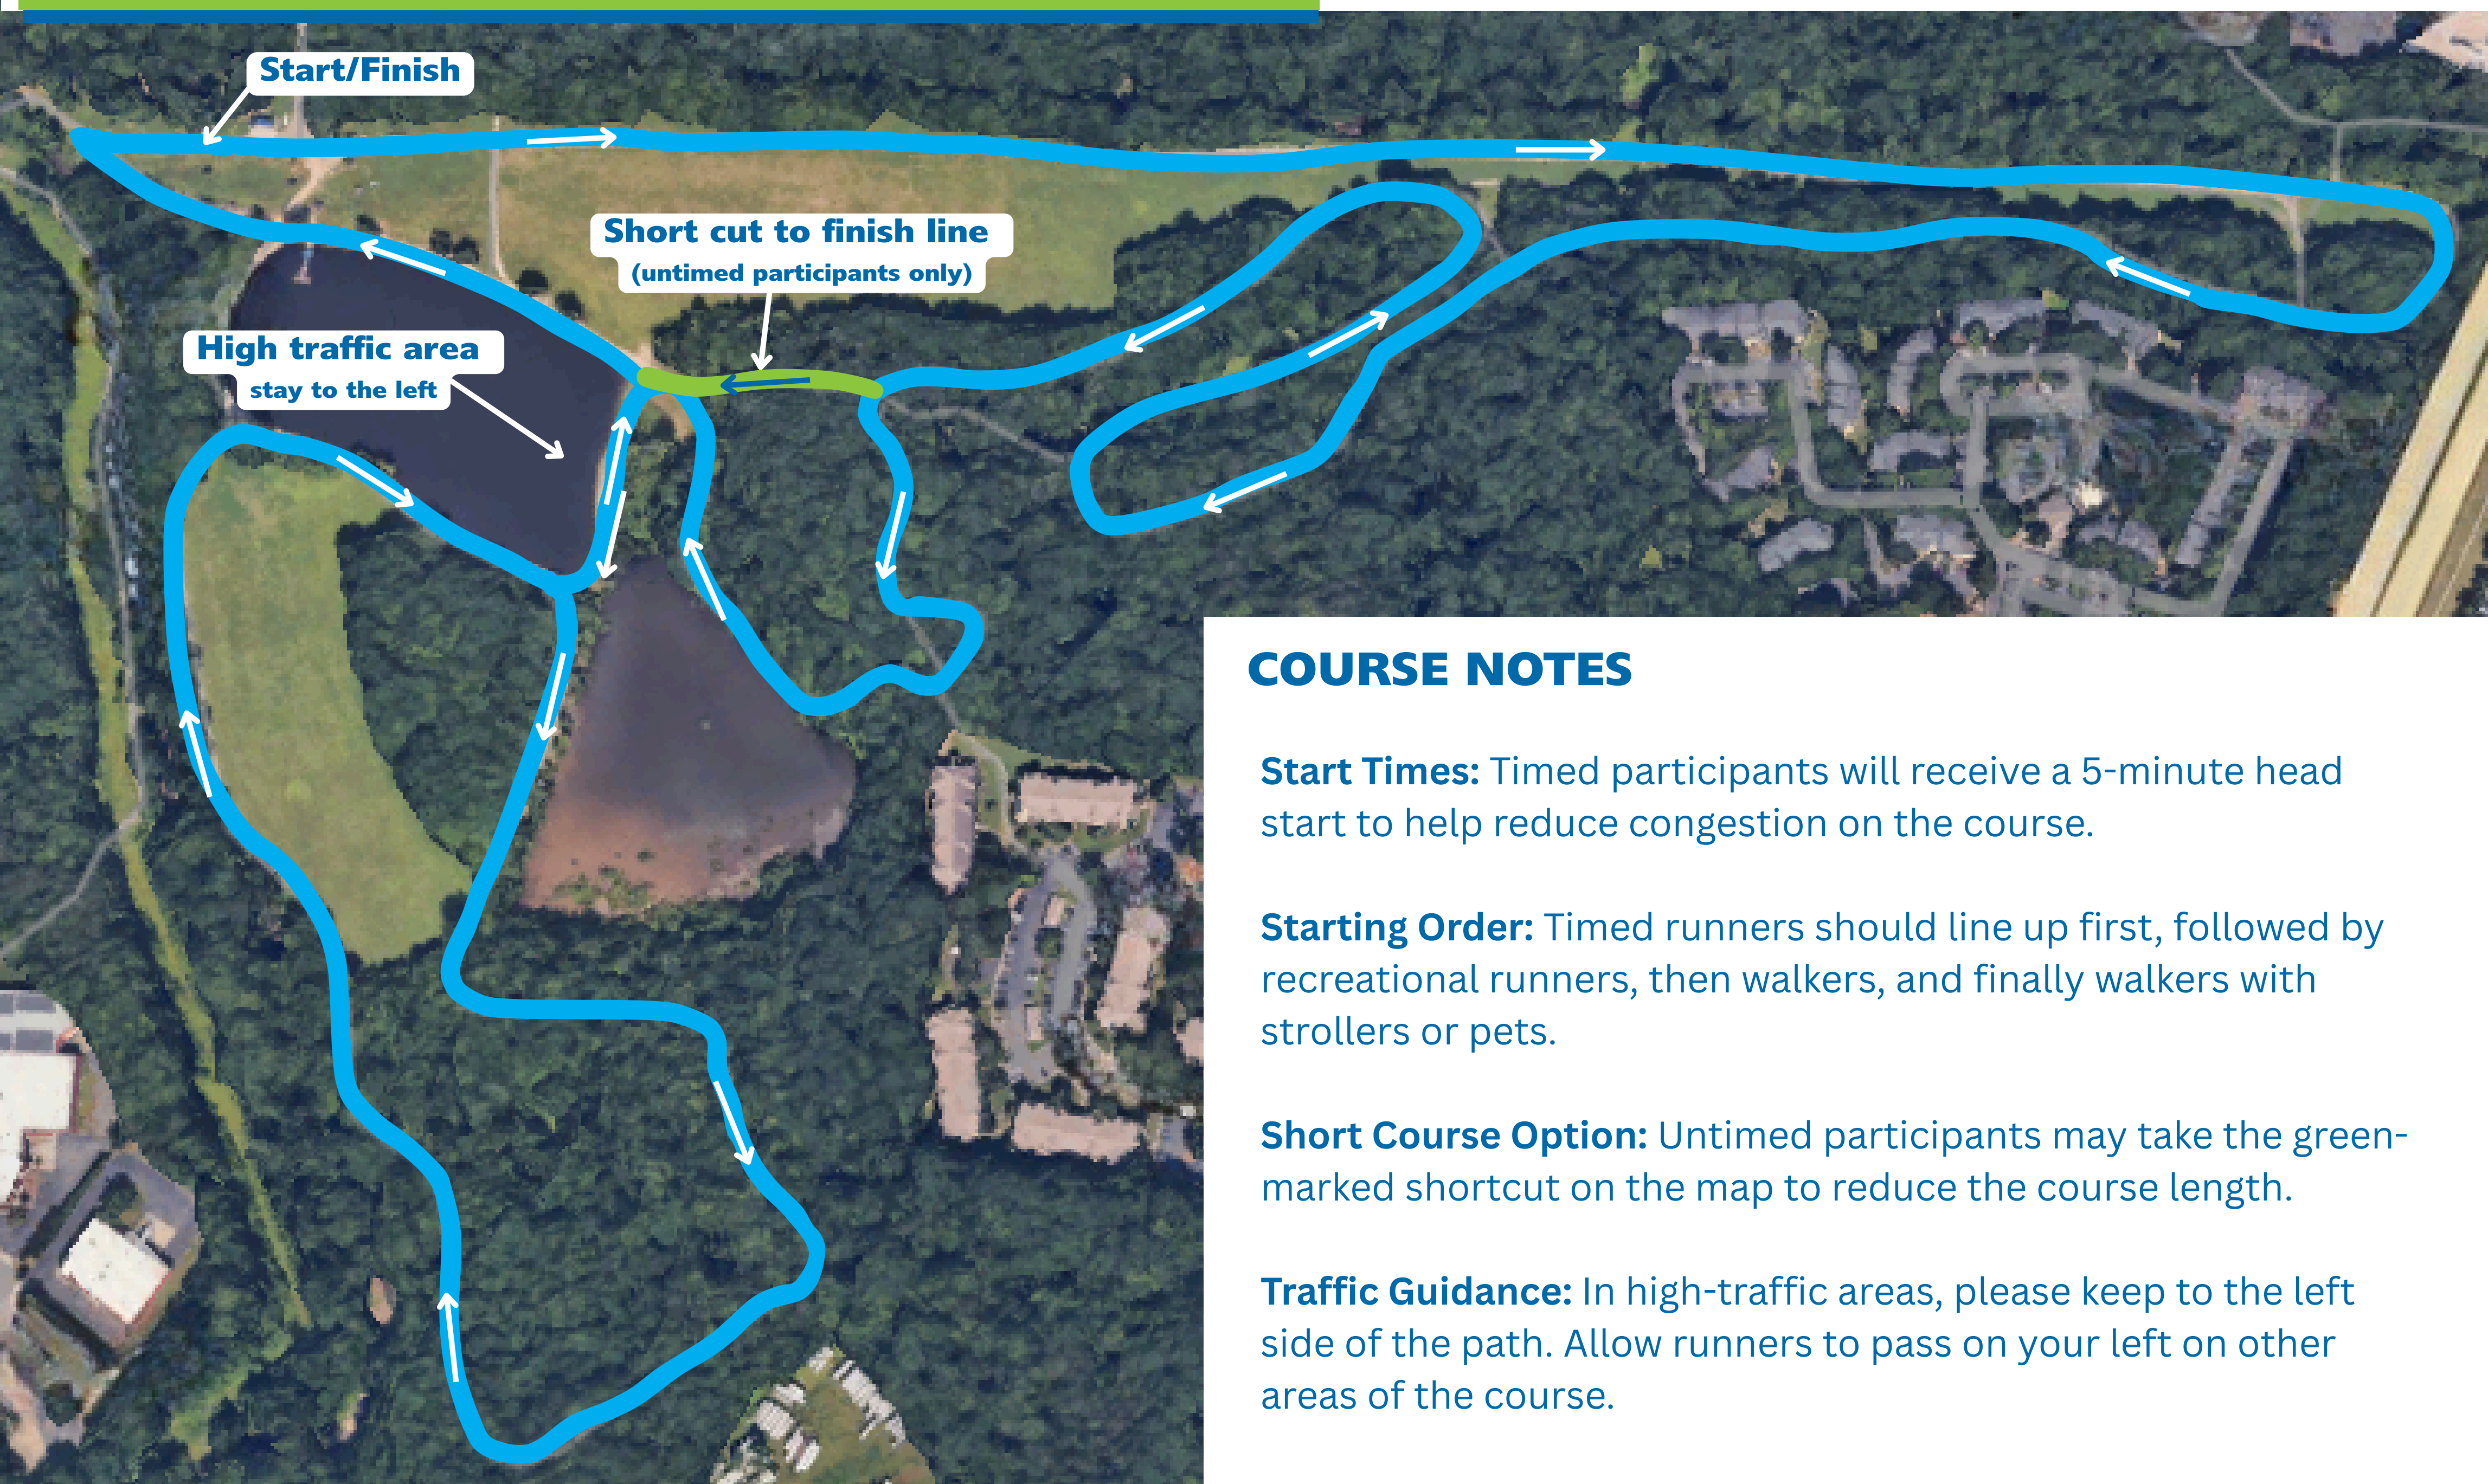 Start/Finish
Short cut to finish line
(untimed participants only)
High traffic area
stay to the left
COURSE NOTES
Start Times: Timed participants will receive a 5-minute head
start to help reduce congestion on the course.
Starting Order: Timed runners should line up first, followed by
recreational runners, then walkers, and finally walkers with
strollers or pets.
Short Course Option: Untimed participants may take the green-
marked shortcut on the map to reduce the course length.
Traffic Guidance: In high-traffic areas, please keep to the left
side of the path. Allow runners to pass on your left on other
areas of the course.